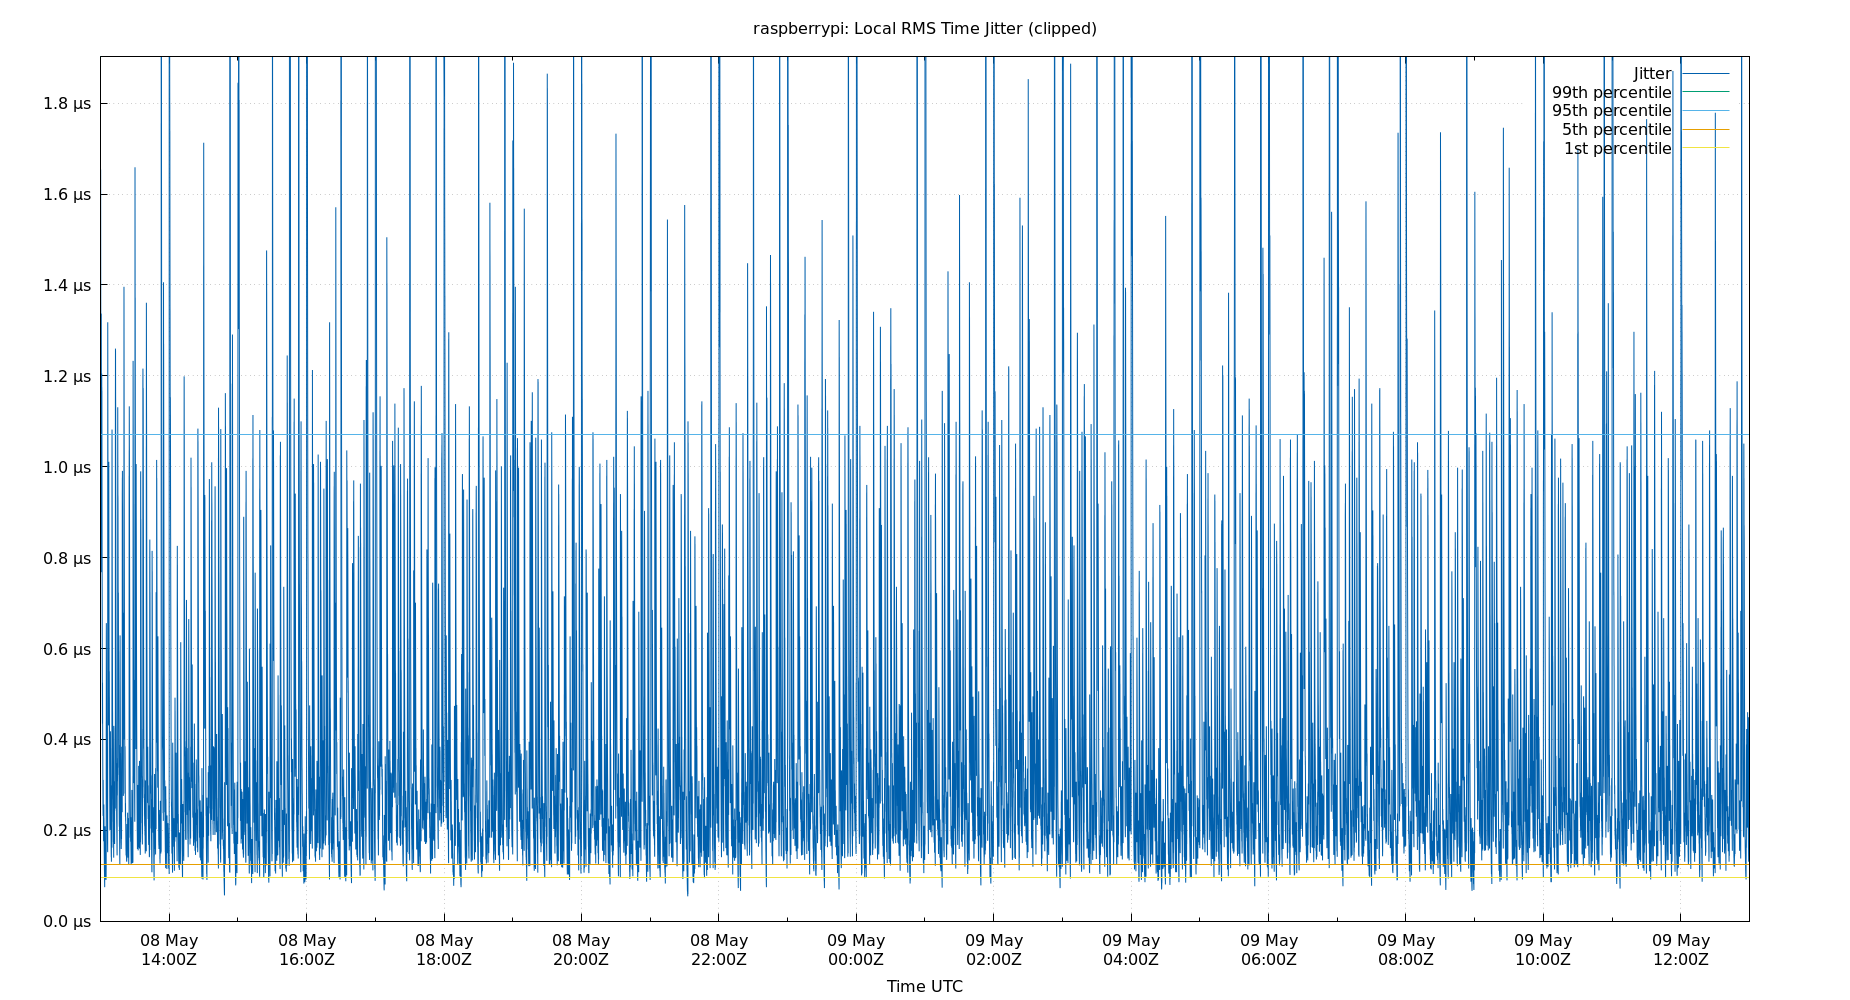 raspberrypi: Local RMS Time Jitter (clipped)
Jitter
99th percentile
95th percentile
5th percentile
1st percentile
1.8 µs
1.6 µs
1.4 µs
1.2 µs
1.0 µs
0.8 µs
0.6 µs
0.4 µs
0.2 µs
0.0 µs
08 May 08 May 08 May 08 May 08 May 09 May 09 May 09 May 09 May 09 May 09 May 09 May
14:00Z 16:00Z 18:00Z 20:00Z 22:00Z 00:00Z 02:00Z 04:00Z 06:00Z 08:00Z 10:00Z 12:00Z
Time UTC